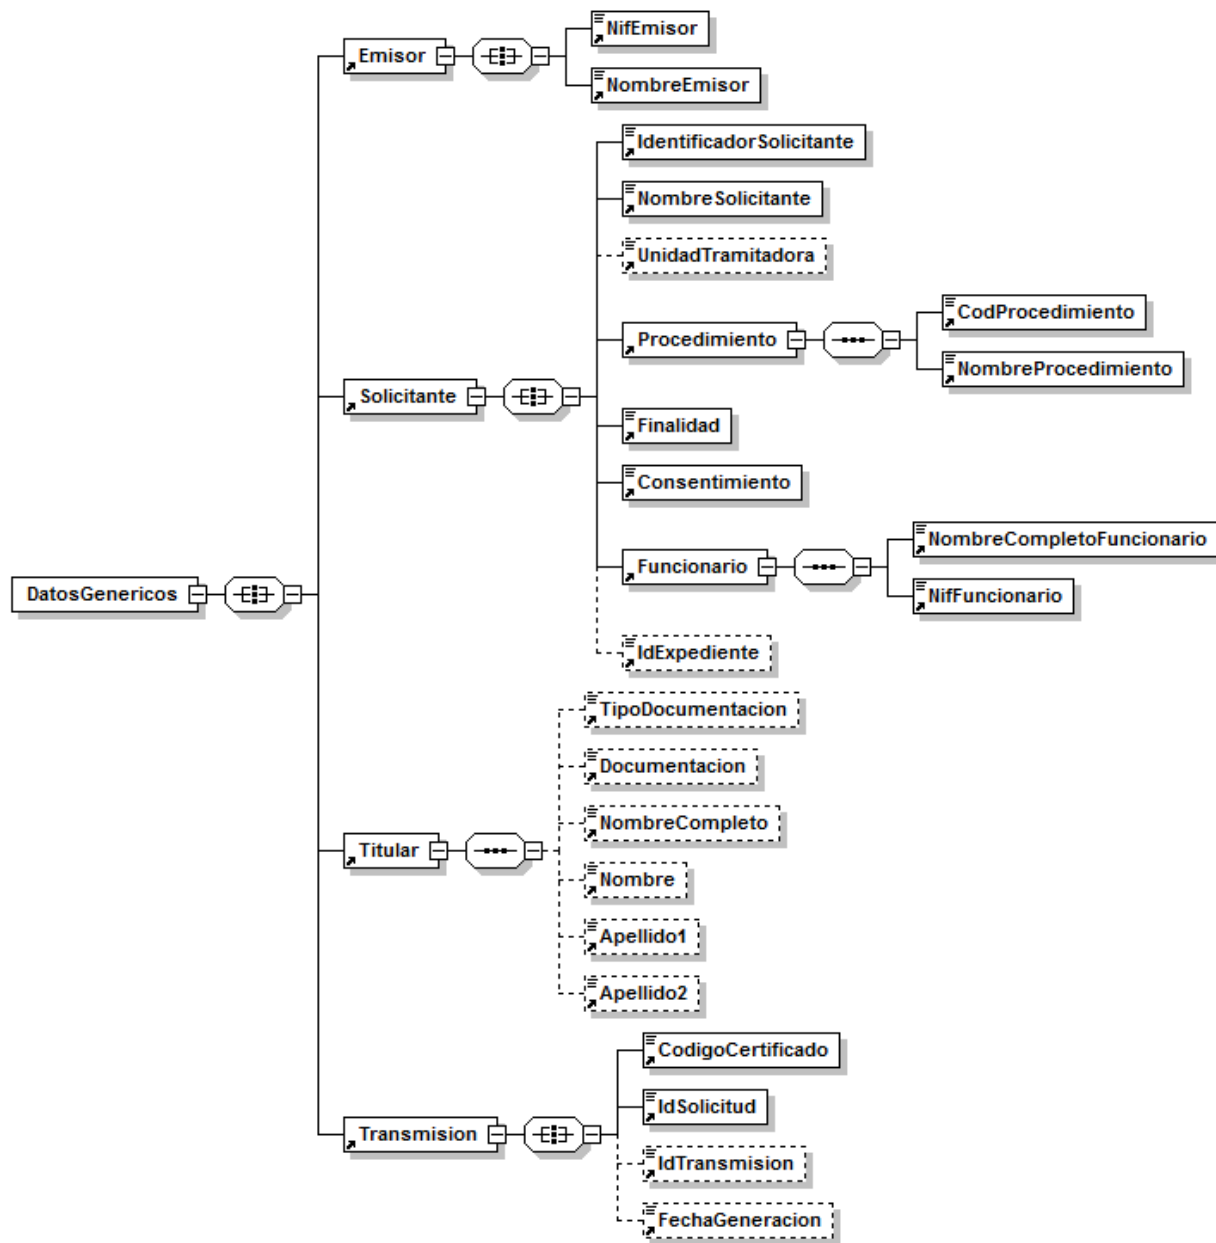 Emisor
NifEmisor
NombreEmisor
IdentificadorSolicitante
NombreSolicitante
UnidadTramitadora
Procedimiento
CodProcedimiento
NombreProcedimiento
Solicitante
Finalidad
Consentimiento
Funcionario
NombreCompletoFuncionario
NifFuncionario
DatosGenericos
IdExpediente
TipoDocumentacion
Documentacion
NombreCompleto
Titular
Nombre
Apellido1
Apellido2
CodigoCertificado
IdSolicitud
Transmision
IdTransmision
FechaGeneracion